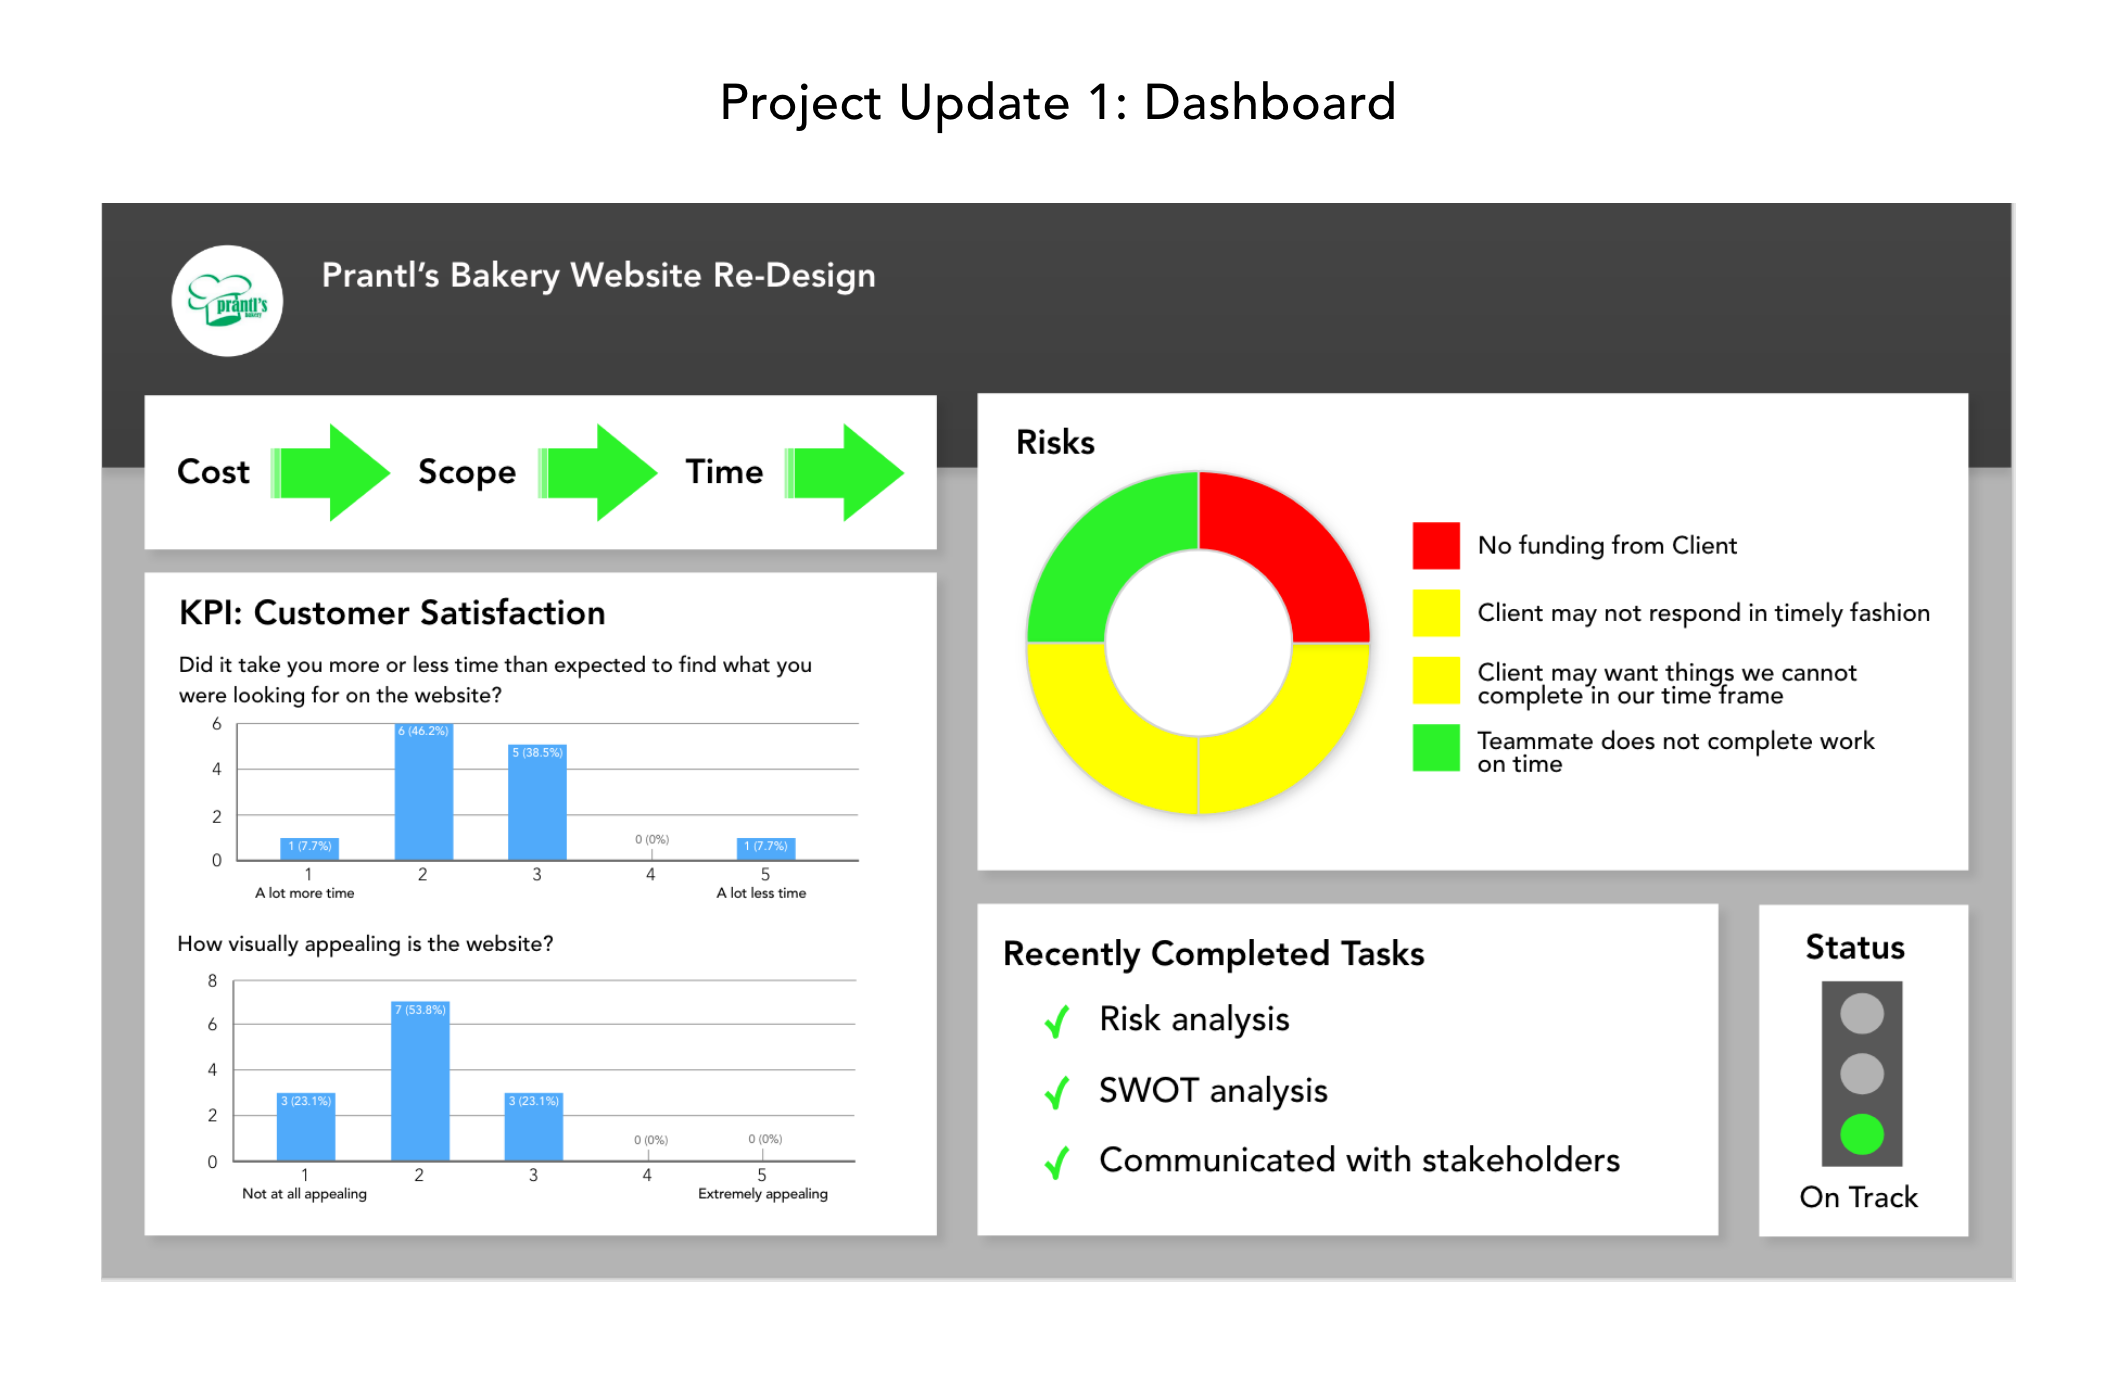 Project Update 1: Dashboard
prantl's
bakery
Prantl’s Bakery Website Re-Design
Cost
Scope
Time
KPI: Customer Satisfaction
Did it take you more or less time than expected to find what you
were looking for on the website?
6
4
2
0
1 (7.7%)
6 (46.2%)
5 (38.5%)
0 (0%)
1 (7.7%)
1
2
3
4
5
A lot more time
A lot less time
How visually appealing is the website?
8
6
4
2
0
3 (23.1%)
7 (53.8%)
3 (23.1%)
0 (0%)
0 (0%)
1
2
3
4
5
Not at all appealing
Extremely appealing
Risks
No funding from Client
Client may not respond in timely fashion
Client may want things we cannot
complete in our time frame
Teammate does not complete work
on time
Recently Completed Tasks
Risk analysis
SWOT analysis
Communicated with stakeholders
Status
On Track